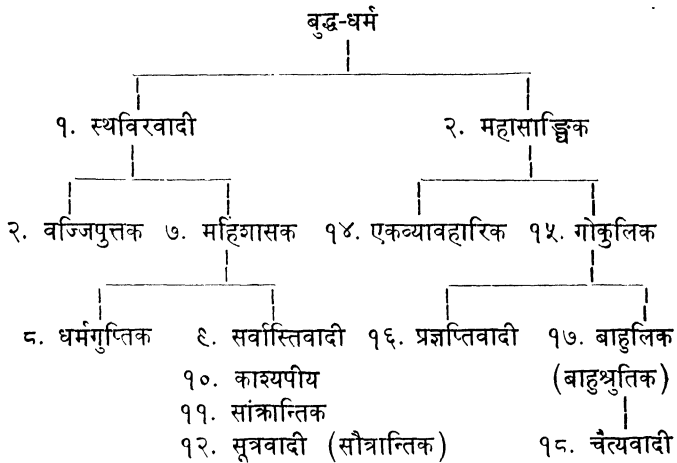 बुद्ध-धर्म
१. स्थविरवादी २. महासाङ्घिक
२. वज्जिपुत्तक ७. महिंशासक १४. एकव्यावहारिक १५. गोकुलिक
८. धर्मगुप्तिक ९. सर्वास्तिवादी १६. प्रज्ञप्तिवादी १७. बाहुलिक
१०. काश्यपीय (बाहुश्रुतिक)
११. सांक्रान्तिक
१२. सूत्रवादी (सौत्रान्तिक) १८. चैत्यवादी